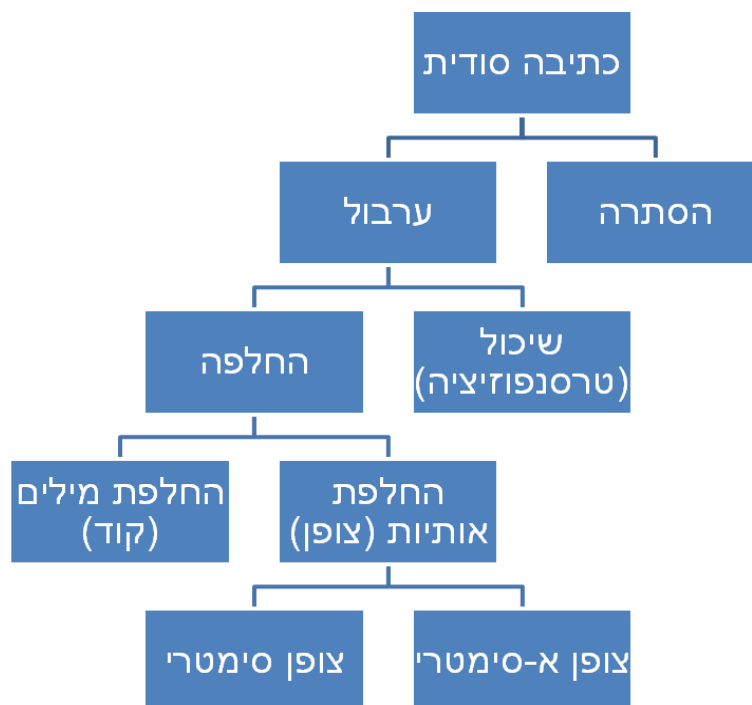 כתיבה סודית
הסתרה
ערבול
שיכול
(טרסנפוזיציה)
החלפה
החלפת
אותיות (צופן)
החלפת מילים
(קוד)
צופן א-סימטרי
צופן סימטרי